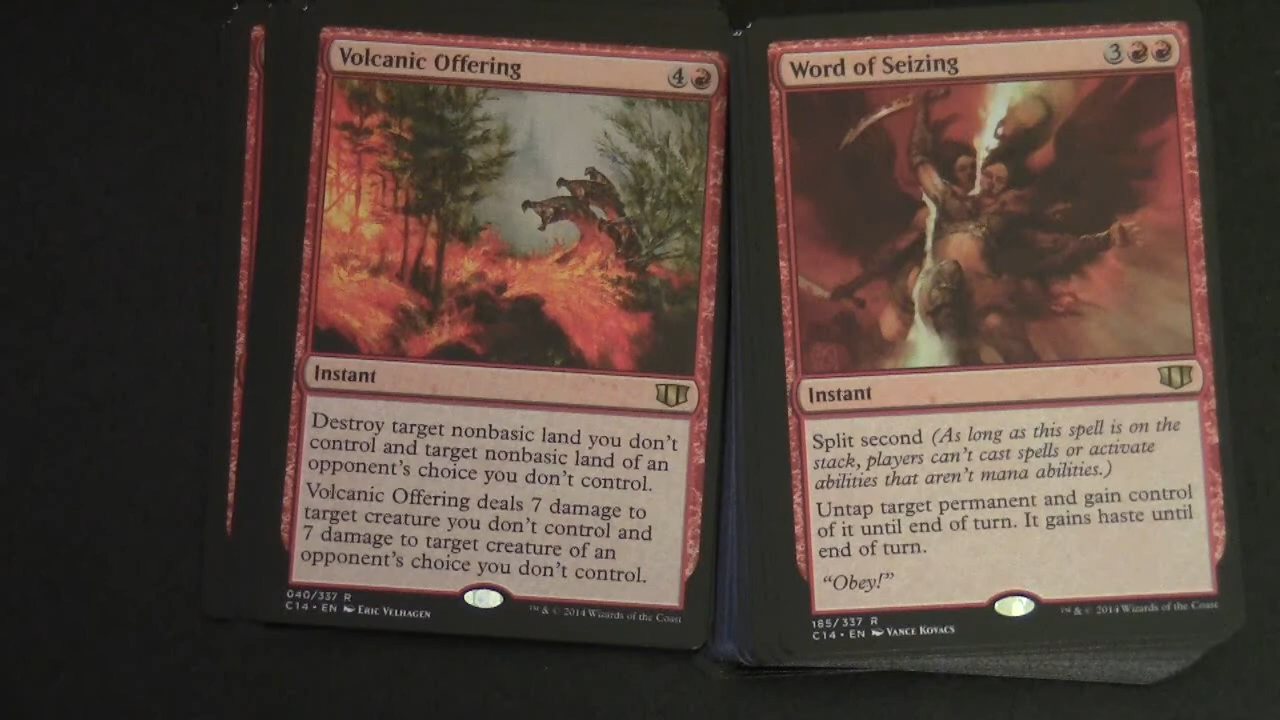 Volcanic Offering
4
Instant
Destroy target nonbasic land you don't
control and target nonbasic land of an
opponent's choice you don't control.
Volcanic Offering deals 7 damage to
target creature you don't control and
7 damage to target creature of an
opponent's choice you don't control.
040/337 R
C14 • EN Eric Velhagen
™ & © 2014 Wizards of the Coast
Word of Seizing
3
Instant
Split second (As long as this spell is on the
stack, players can't cast spells or activate
abilities that aren't mana abilities.)
Untap target permanent and gain control
of it until end of turn. It gains haste until
end of turn.
“Obey!”
185/337 R
C14 • EN Vance Kovacs
™ & © 2014 Wizards of the Coast